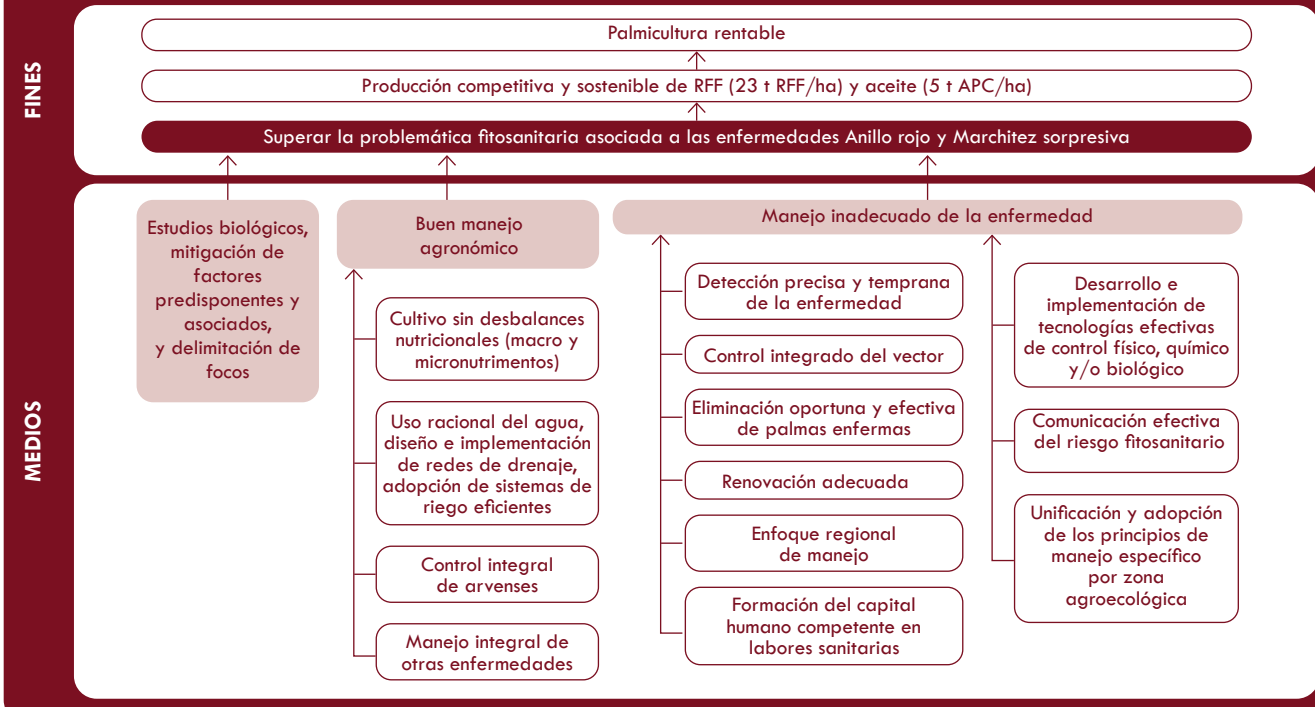 FINES
Palmicultura rentable
Producción competitiva y sostenible de RFF (23 t RFF/ha) y aceite (5 t APC/ha)
Superar la problemática fitosanitaria asociada a las enfermedades Anillo rojo y Marchitez sorpresiva
MEDIOS
Estudios biológicos,
mitigación de
factores
predisponentes y
asociados,
y delimitación de
focos
Buen manejo
agronómico
Cultivo sin desbalances
nutricionales (macro y
micronutrimentos)
Uso racional del agua,
diseño e implementación
de redes de drenaje,
adopción de sistemas de
riego eficientes
Control integral
de arvenses
Manejo integral de
otras enfermedades
Manejo inadecuado de la enfermedad
Detección precisa y temprana
de la enfermedad
Control integrado del vector
Eliminación oportuna y efectiva
de palmas enfermas
Renovación adecuada
Enfoque regional
de manejo
Formación del capital
humano competente en
labores sanitarias
Desarrollo e
implementación de
tecnologías efectivas
de control físico, químico
y/o biológico
Comunicación efectiva
del riesgo fitosanitario
Unificación y adopción
de los principios de
manejo específico
por zona
agroecológica